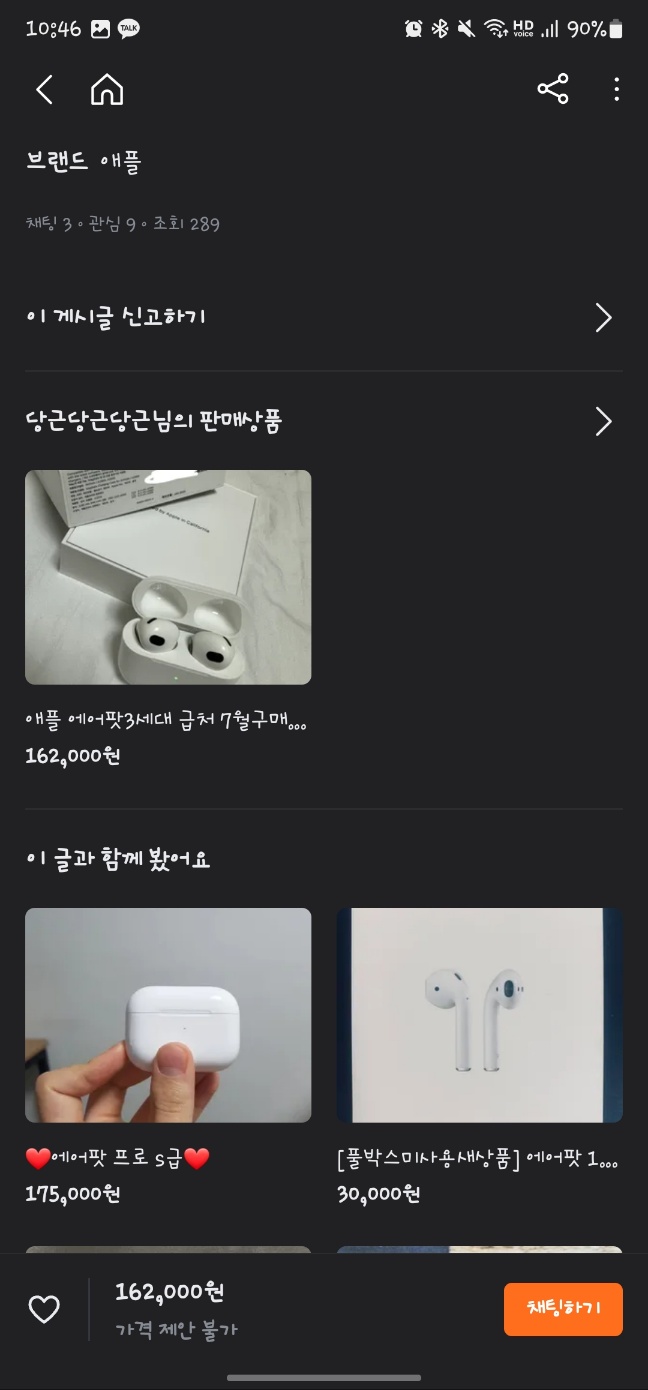 10:46 TALK HD voice 90%
브랜드 애플
채팅 3 ∘ 관심 9 ∘ 조회 289
이 게시글 신고하기
당근당근당근님의 판매상품
by Apple in California
애플 에어팟3세대 급처 7월구매...
162,000원
이 글과 함께 봤어요
❤️에어팟 프로 s급❤️
[풀박스미사용새상품] 에어팟 1...
175,000원
30,000원
162,000원
가격 제안 불가
채팅하기